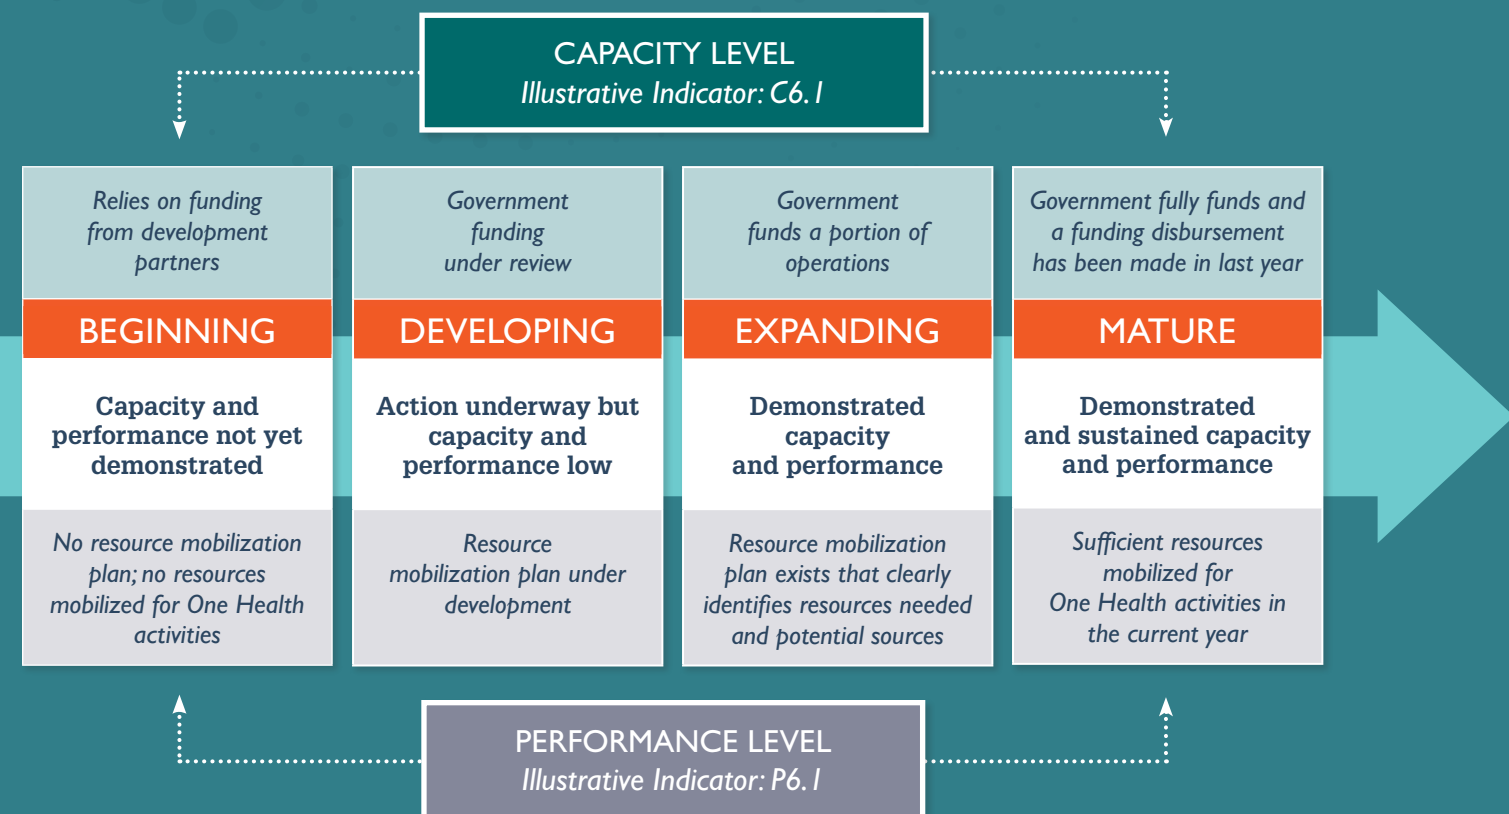 CAPACITY LEVEL
Illustrative Indicator: C6.1
Relies on funding
from development
partners
BEGINNING
Capacity and
performance not yet
demonstrated
No resource mobilization
plan; no resources
mobilized for One Health
activities
Government
funding
under review
DEVELOPING
Action underway but
capacity and
performance low
Resource
mobilization plan under
development
Government
funds a portion of
operations
EXPANDING
Demonstrated
capacity
and performance
Resource mobilization
plan exists that clearly
identifies resources needed
and potential sources
Government fully funds and
a funding disbursement
has been made in last year
MATURE
Demonstrated
and sustained capacity
and performance
Sufficient resources
mobilized for
One Health activities in
the current year
PERFORMANCE LEVEL
Illustrative Indicator: P6.1